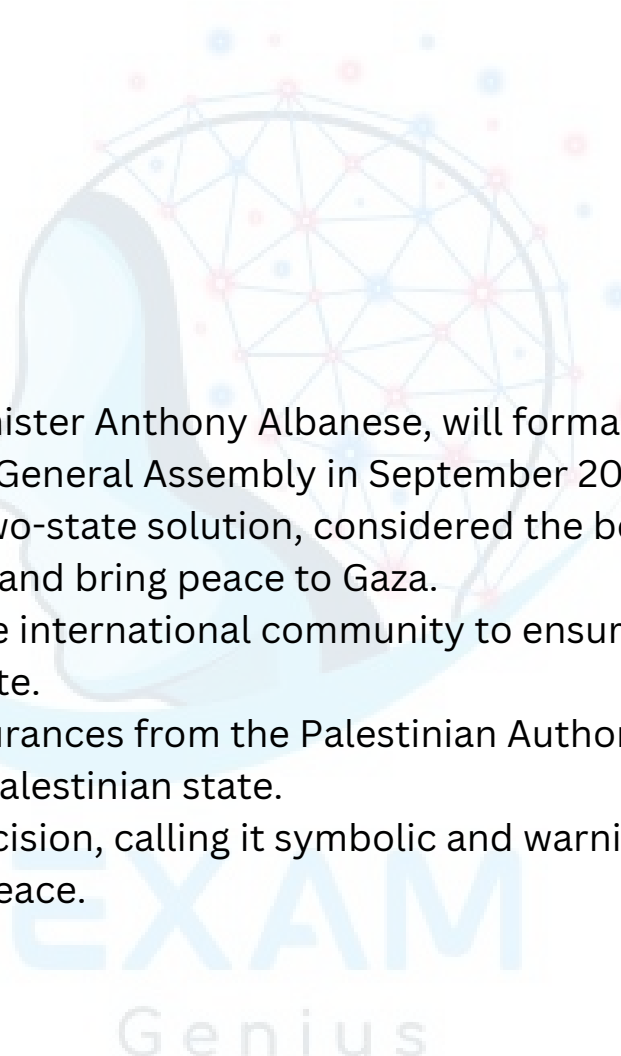 ister Anthony Albanese, will forma
General Assembly in September 20
wo-state solution, considered the b
and bring peace to Gaza.
e international community to ensur
te.
urances from the Palestinian Author
alestinian state.
cision, calling it symbolic and warni
eace.
EXAM
Genius